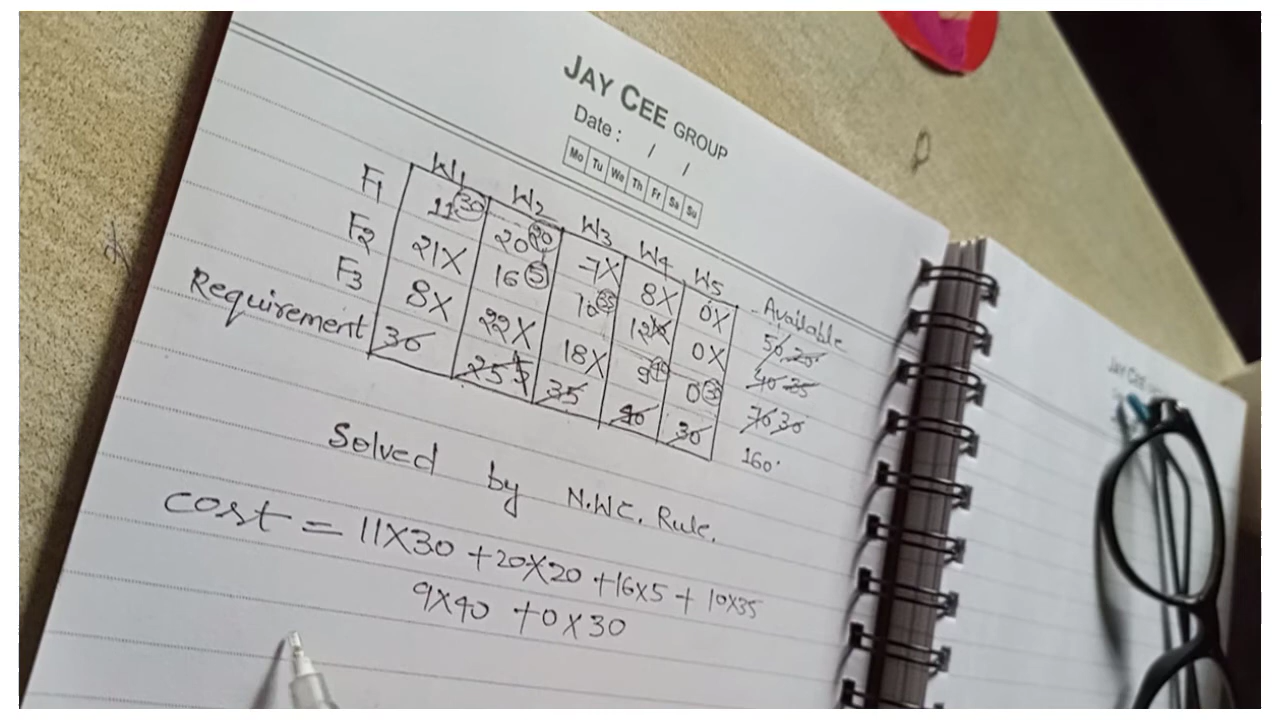 JAY CEE GROUP
Date : / /
Mo Tu We Th Fr Sa Su
W1 W2 W3 W4 W5 Available
F1 11 30 20 20 7X 8X 0X 50, 20
F2 21X 16 5 10 35 12X 0X 40 35
F3 8X 22X 18X 9 40 0 30 70, 30
Requirement 30 25 5 35 40 30 160
Solved by N.WC. Rule.
cost = 11X30 +20X20 +16X5 + 10X35
9X40 +0X30
JAY CEE